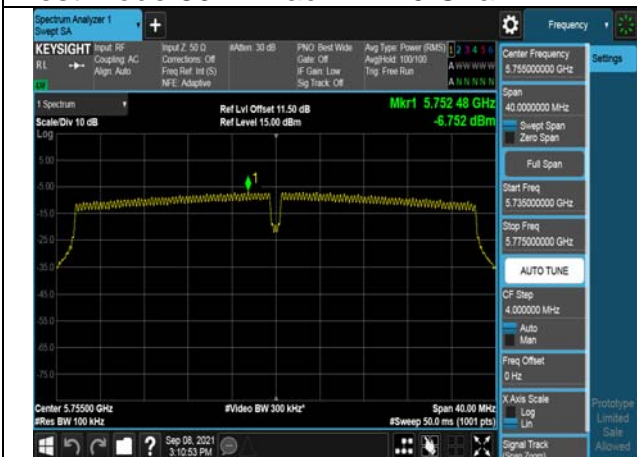 Spectrum Analyzer 1
Swept SA
Frequency
KEYSIGHT
RL
Input: RF
Coupling: AC
Align: Auto
Input Z: 50 Ω
Corrections: Off
Freq Ref: Int (S)
NFE: Adaptive
#Atten: 30 dB
PNO: Best Wide
Gate: Off
IF Gain: Low
Sig Track: Off
Avg Type: Power (RMS)
Avg|Hold: 100/100
Trig: Free Run
1 2 3 4 5 6
A W W W W W
A N N N N N
1 Spectrum
Scale/Div 10 dB
Ref Lvl Offset 11.50 dB
Ref Level 15.00 dBm
Mkr1 5.752 48 GHz
-6.752 dBm
Log
5.00
-5.00
-15.0
-25.0
-35.0
-45.0
-55.0
-75.0
1
Center 5.75500 GHz
#Res BW 100 kHz
#Video BW 300 kHz*
Span 40.00 MHz
#Sweep 50.0 ms (1001 pts)
Sep 08, 2021
3:10:53 PM
Center Frequency
5.755000000 GHz
Settings
Span
40.0000000 MHz
Swept Span
Zero Span
Full Span
Start Freq
5.735000000 GHz
Stop Freq
5.775000000 GHz
AUTO TUNE
CF Step
4.000000 MHz
Auto
Man
Freq Offset
0 Hz
X Axis Scale
Log
Lin
Signal Track
(Span Zoom)
Prototype
Limited
Sale
Allowed